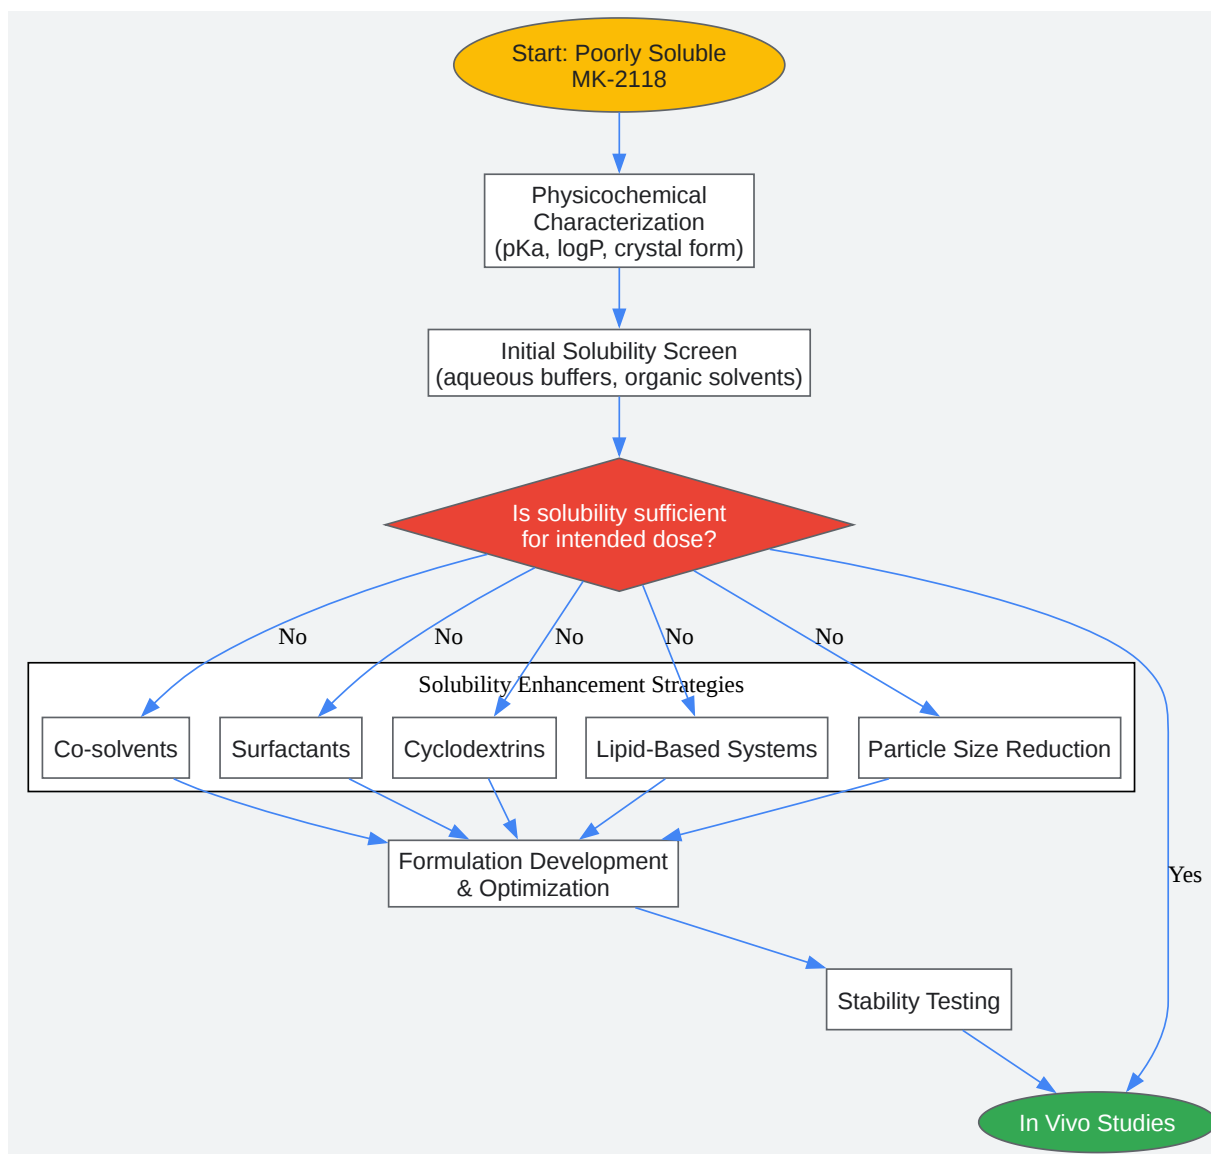 Start: Poorly Soluble
MK-2118
Physicochemical
Characterization
(pKa, logP, crystal form)
Initial Solubility Screen
(aqueous buffers, organic solvents)
Is solubility sufficient
for intended dose?
No
No
No
No
No
Solubility Enhancement Strategies
Co-solvents
Surfactants
Cyclodextrins
Lipid-Based Systems
Particle Size Reduction
Formulation Development
& Optimization
Yes
Stability Testing
In Vivo Studies